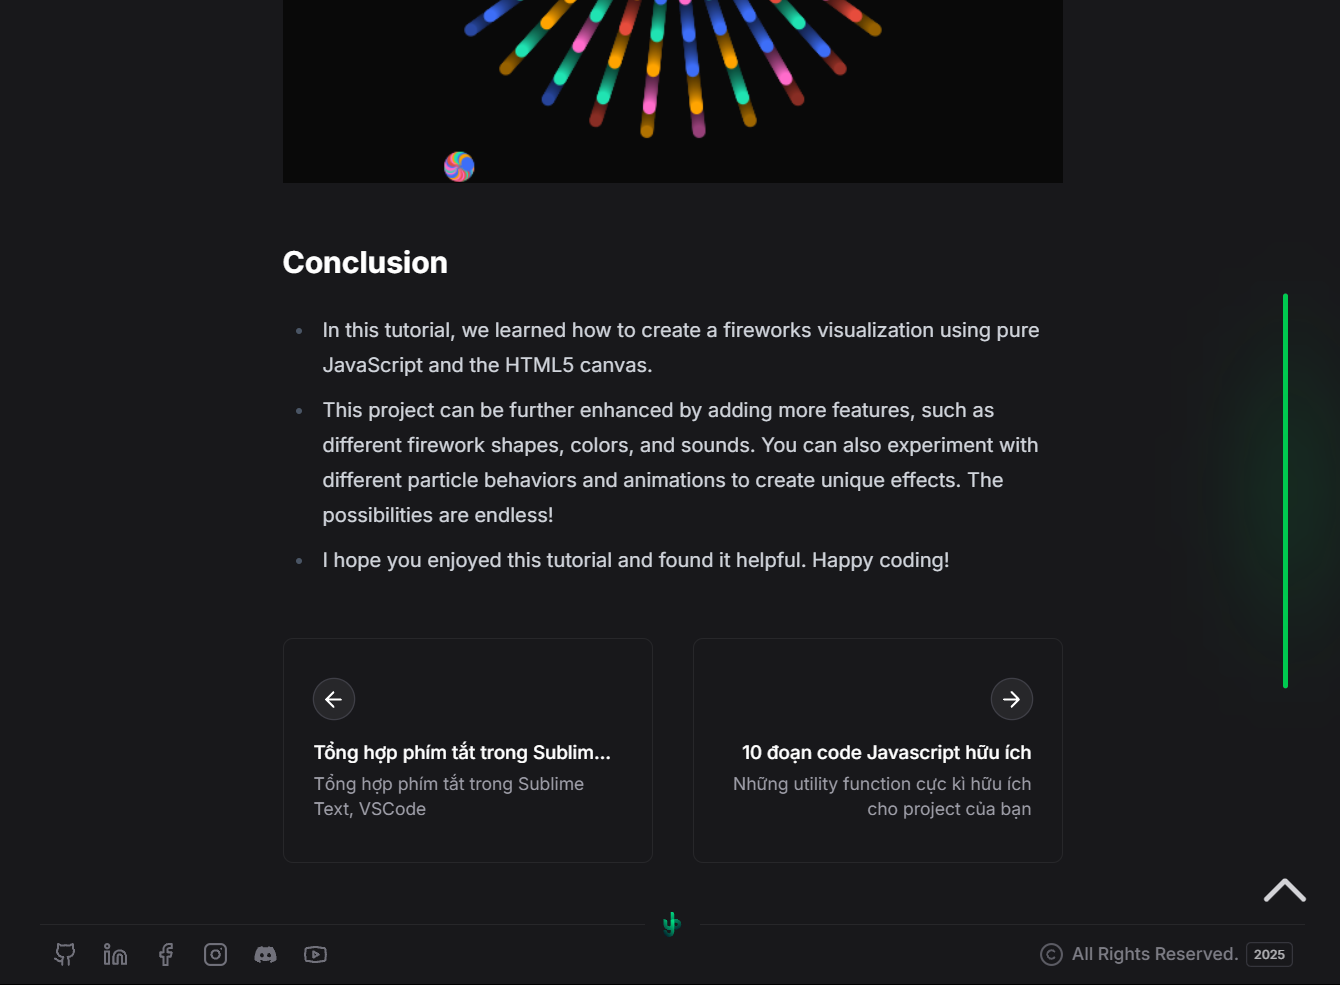 Conclusion
In this tutorial, we learned how to create a fireworks visualization using pure
JavaScript and the HTML5 canvas.
This project can be further enhanced by adding more features, such as
different firework shapes, colors, and sounds. You can also experiment with
different particle behaviors and animations to create unique effects. The
possibilities are endless!
I hope you enjoyed this tutorial and found it helpful. Happy coding!
Tổng hợp phím tắt trong Sublim...
Tổng hợp phím tắt trong Sublime
Text, VSCode
10 đoạn code Javascript hữu ích
Những utility function cực kì hữu ích
cho project của bạn
© All Rights Reserved. 2025